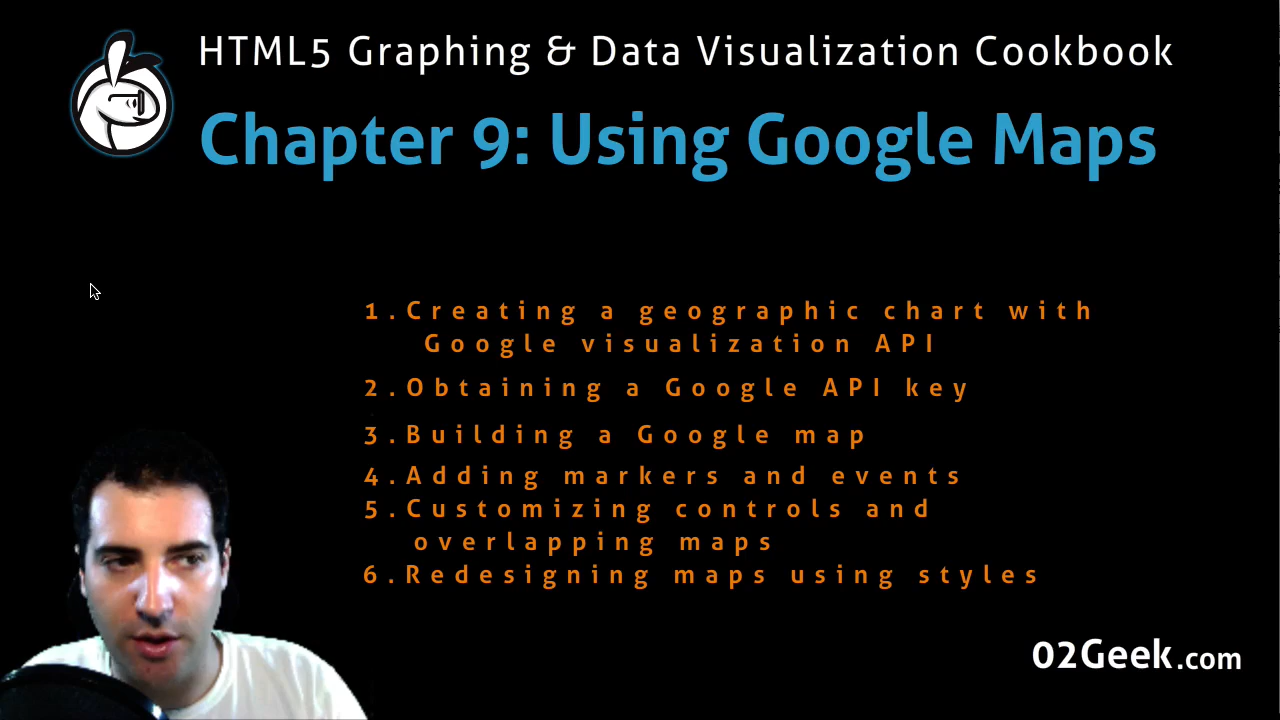 HTML5 Graphing & Data Visualization Cookbook
Chapter 9: Using Google Maps
1. Creating a geographic chart with
Google visualization API
2. Obtaining a Google API key
3. Building a Google map
4. Adding markers and events
5. Customizing controls and
overlapping maps
6. Redesigning maps using styles
02Geek.com